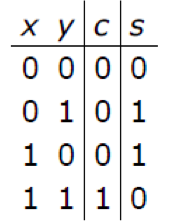 x y c s
0 0 0 0
0 1 0 1
1 0 0 1
1 1 1 0